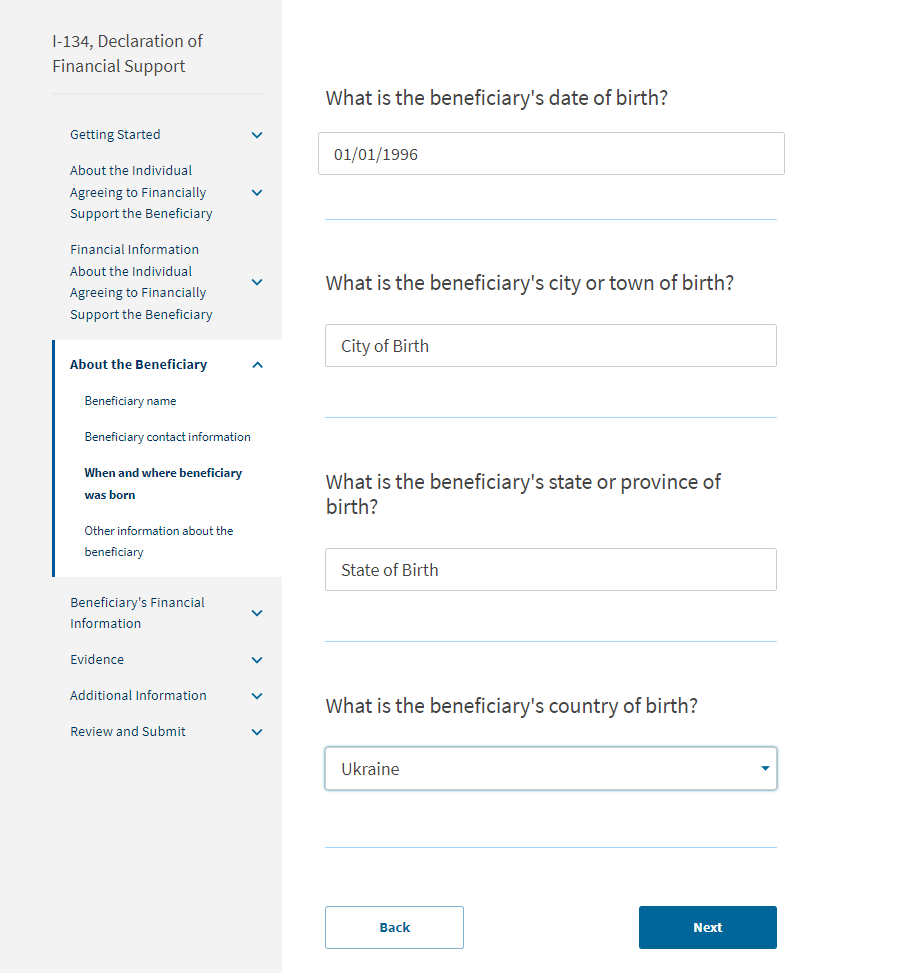 I-134, Declaration of
Financial Support
Getting Started
About the Individual
Agreeing to Financially
Support the Beneficiary
Financial Information
About the Individual
Agreeing to Financially
Support the Beneficiary
About the Beneficiary
Beneficiary name
Beneficiary contact information
When and where beneficiary
was born
Other information about the
beneficiary
Beneficiary's Financial
Information
Evidence
Additional Information
Review and Submit
What is the beneficiary's date of birth?
01/01/1996
What is the beneficiary's city or town of birth?
City of Birth
What is the beneficiary's state or province of
birth?
State of Birth
What is the beneficiary's country of birth?
Ukraine
Back
Next